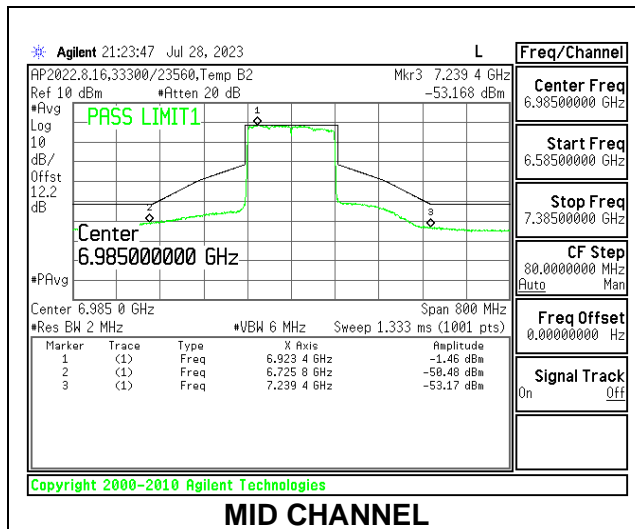 Agilent 21:23:47 Jul 28, 2023 L
AP2022.8.16,33300/23560,Temp B2 Mkr3 7.239 4 GHz
Ref 10 dBm #Atten 20 dB -53.168 dBm
#Avg
Log
10
dB/
Offst
12.2
dB
#PAvg
PASS LIMIT1
1
2
3
Center
6.985000000 GHz
Center 6.985 0 GHz Span 800 MHz
#Res BW 2 MHz #VBW 6 MHz Sweep 1.333 ms (1001 pts)
Marker Trace Type X Axis Amplitude
1 (1) Freq 6.923 4 GHz -1.46 dBm
2 (1) Freq 6.725 8 GHz -50.48 dBm
3 (1) Freq 7.239 4 GHz -53.17 dBm
Freq/Channel
Center Freq
6.98500000 GHz
Start Freq
6.58500000 GHz
Stop Freq
7.38500000 GHz
CF Step
80.0000000 MHz
Auto Man
Freq Offset
0.00000000 Hz
Signal Track
On Off
Copyright 2000-2010 Agilent Technologies
MID CHANNEL